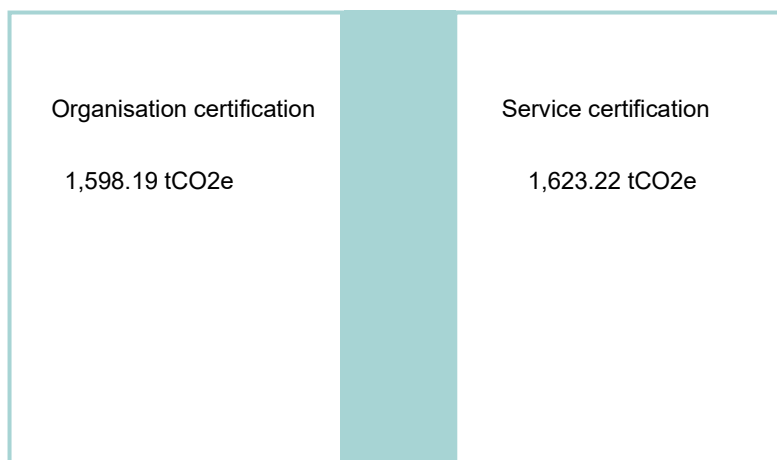 Organisation certification
1,598.19 tCO2e
Service certification
1,623.22 tCO2e